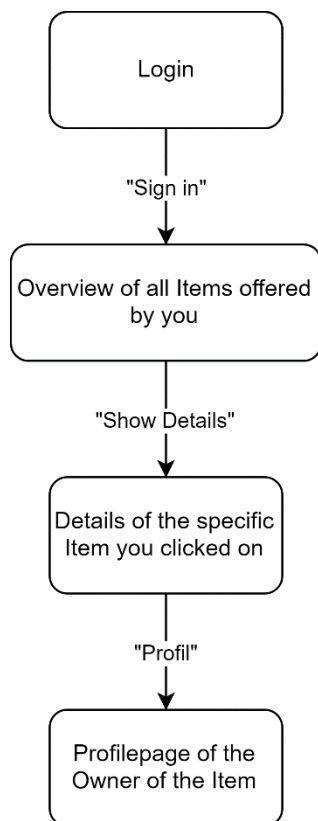 Login
"Sign in"
Overview of all Items offered
by you
"Show Details"
Details of the specific
Item you clicked on
"Profil"
Profilepage of the
Owner of the Item